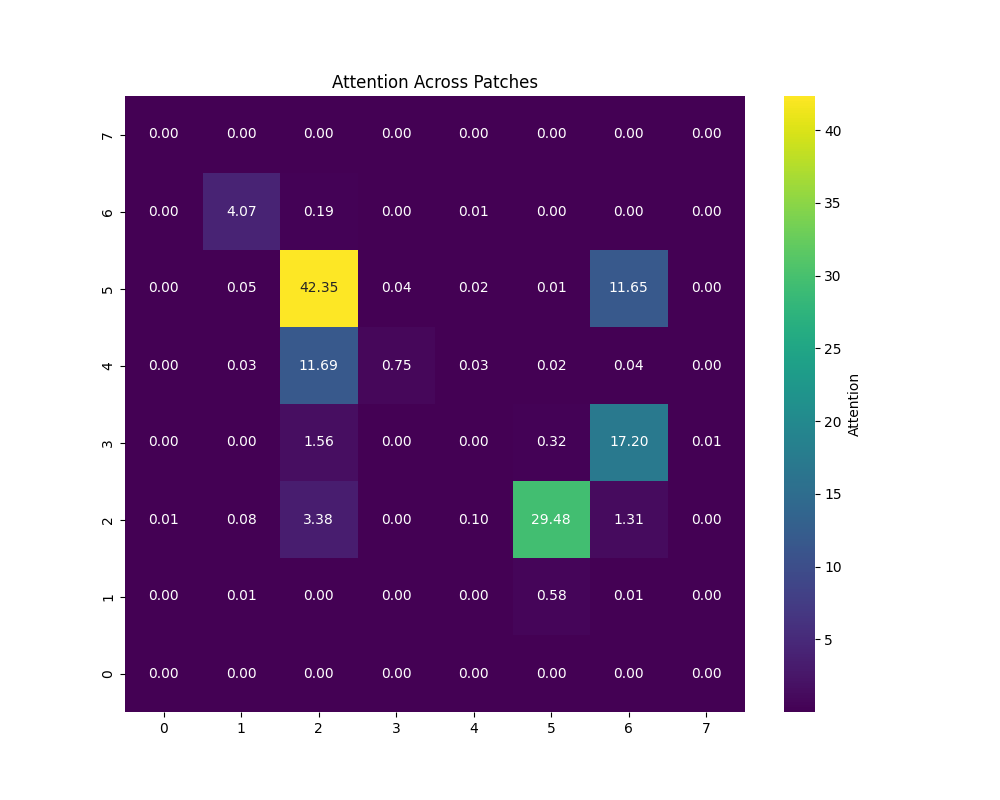 Attention Across Patches
7 0.00 0.00 0.00 0.00 0.00 0.00 0.00 0.00
6 0.00 4.07 0.19 0.00 0.01 0.00 0.00 0.00
5 0.00 0.05 42.35 0.04 0.02 0.01 11.65 0.00
4 0.00 0.03 11.69 0.75 0.03 0.02 0.04 0.00
3 0.00 0.00 1.56 0.00 0.00 0.32 17.20 0.01
2 0.01 0.08 3.38 0.00 0.10 29.48 1.31 0.00
1 0.00 0.01 0.00 0.00 0.00 0.58 0.01 0.00
0 0.00 0.00 0.00 0.00 0.00 0.00 0.00 0.00
0 1 2 3 4 5 6 7
40
35
30
25
20
15
10
5
Attention